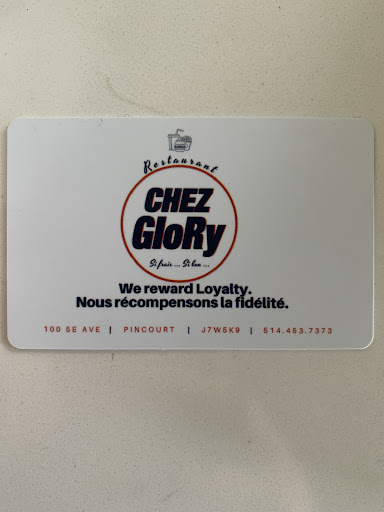 Restaurant
CHEZ
GloRy
Si frais ... Si bon ...
We reward Loyalty.
Nous récompensons la fidélité.
100 5E AVE | PINCOURT | J7W5K9 | 514.453.7373